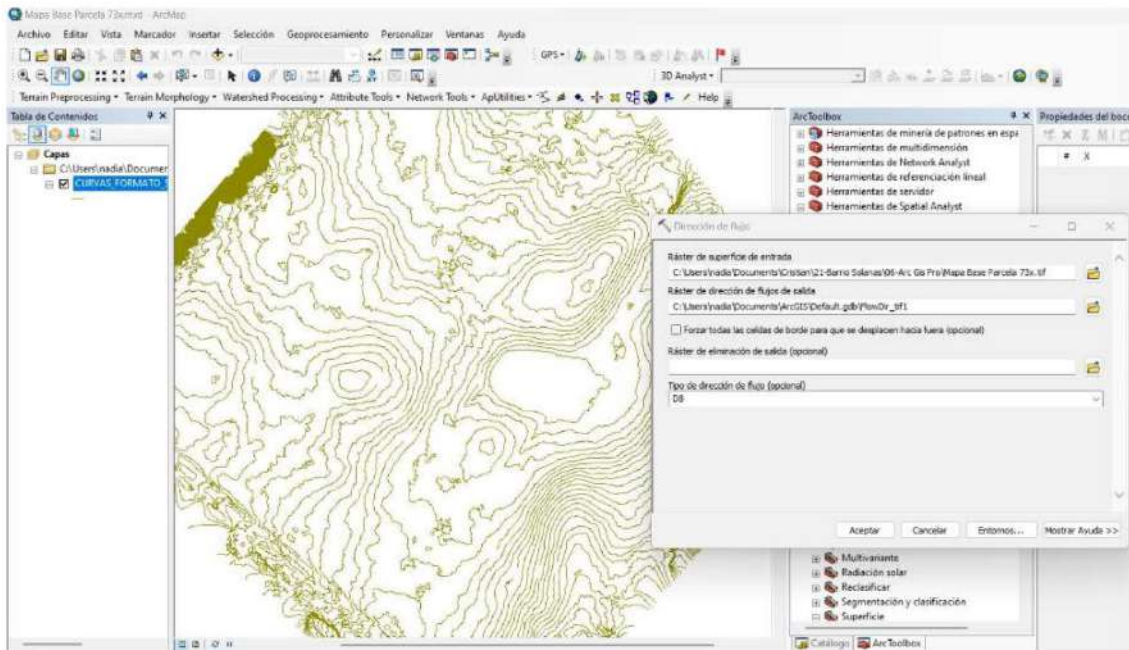 Mapa Base Parcela 73x.mxd - ArcMap
Archivo Editar Vista Marcador Insertar Selección Geoprocesamiento Personalizar Ventanas Ayuda
GPS
3D Analyst
Terrain Preprocessing Terrain Morphology Watershed Processing Attribute Tools Network Tools ApUtilities Help
Tabla de Contenidos
Capas
C:\Users\nadia\Documen
CURVAS_FORMATO_S
ArcToolbox
Herramientas de minería de patrones en espa
Herramientas de multidimensión
Herramientas de Network Analyst
Herramientas de referenciación lineal
Herramientas de servidor
Herramientas de Spatial Analyst
Propiedades del boce
# X
Dirección de flujo
Ráster de superficie de entrada
C:\Users\nadia\Documents\Cristian\21-Barrio Solanas\06-Arc Gis Pro\Mapa Base Parcela 73x.tif
Ráster de dirección de flujos de salida
C:\Users\nadia\Documents\ArcGIS\Default.gdb\FlowDir_tif1
Forzar todas las celdas de borde para que se desplacen hacia fuera (opcional)
Ráster de eliminación de salida (opcional)
Tipo de dirección de flujo (opcional)
D8
Aceptar Cancelar Entornos... Mostrar Ayuda >>
Multivariante
Radiación solar
Reclasificar
Segmentación y clasificación
Superficie
Catálogo ArcToolbox